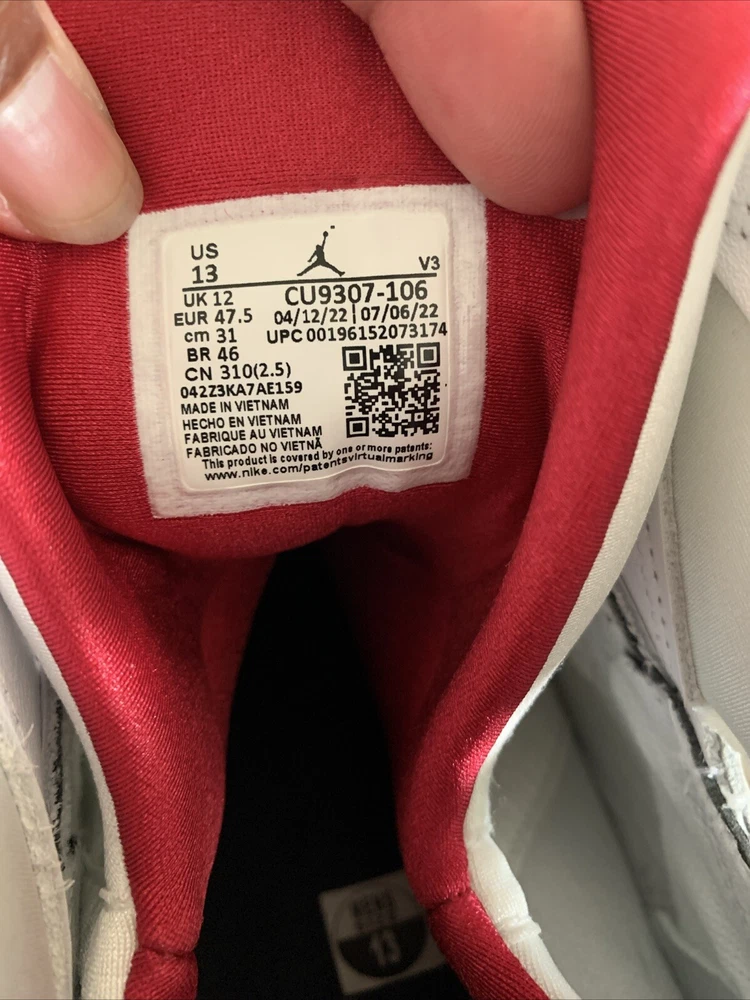 US
13
V3
UK 12
CU9307-106
EUR 47.5
04/12/22 | 07/06/22
cm 31
UPC 00196152073174
BR 46
CN 310(2.5)
042Z3KA7AE159
MADE IN VIETNAM
HECHO EN VIETNAM
FABRIQUE AU VIETNAM
FABRICADO NO VIETNÃ
This product is covered by one or more patents:
www.nike.com/patentsvirtualmarking
13